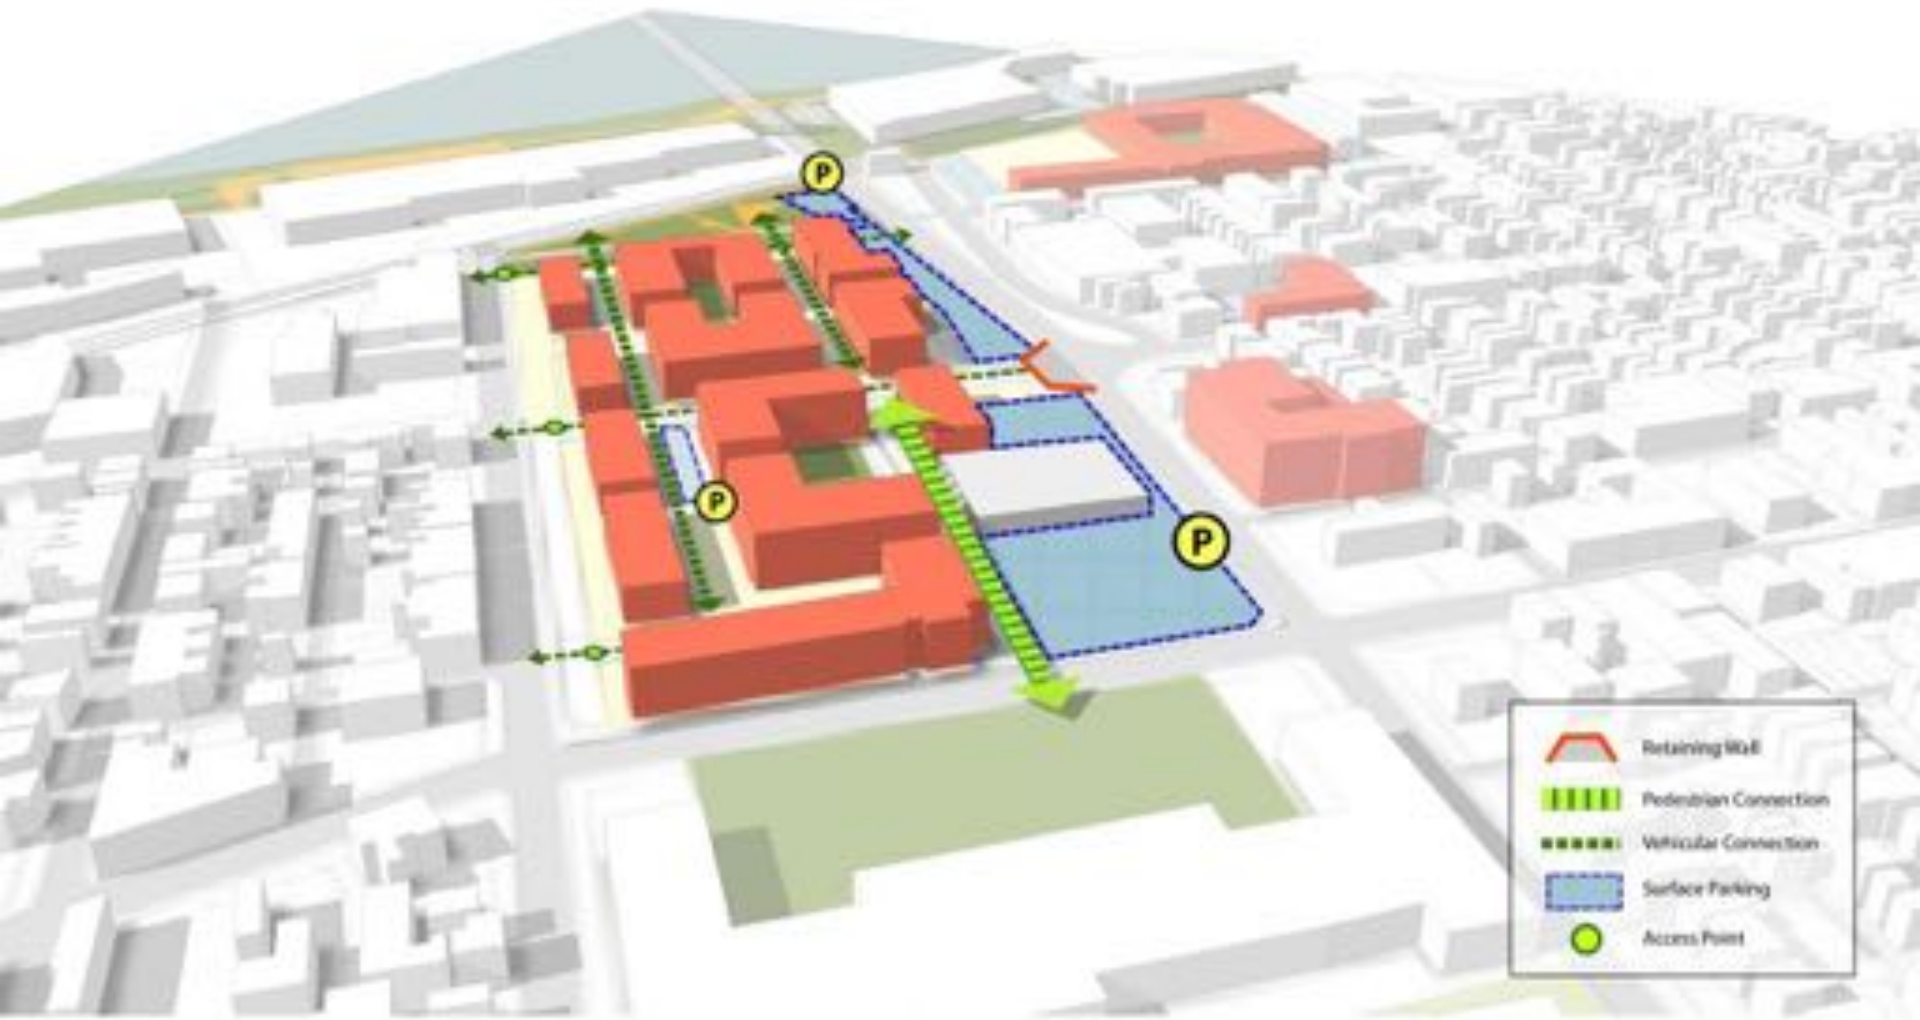 P
P
P
Retaining Wall
Pedestrian Connection
Vehicular Connection
Surface Parking
Access Point